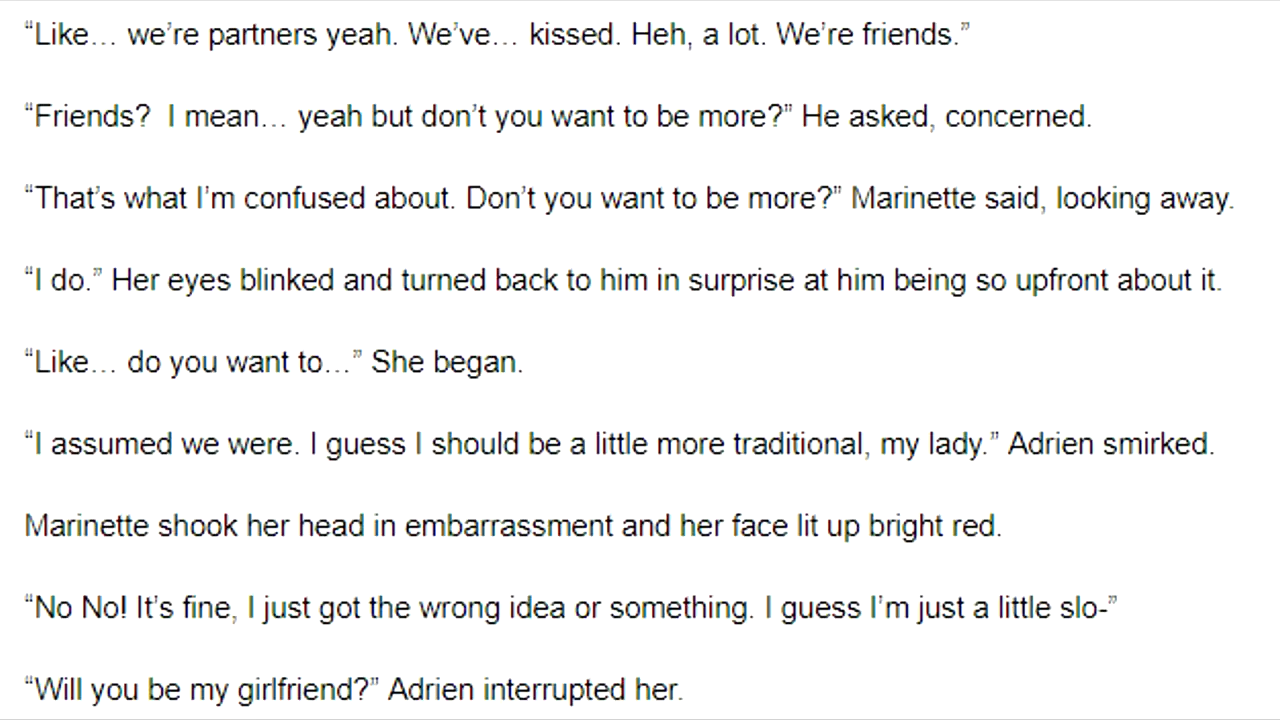 “Like… we’re partners yeah. We’ve… kissed. Heh, a lot. We’re friends.”
“Friends?  I mean… yeah but don’t you want to be more?” He asked, concerned.
“That’s what I’m confused about. Don’t you want to be more?” Marinette said, looking away.
“I do.” Her eyes blinked and turned back to him in surprise at him being so upfront about it.
“Like… do you want to…” She began.
“I assumed we were. I guess I should be a little more traditional, my lady.” Adrien smirked.
Marinette shook her head in embarrassment and her face lit up bright red.
“No No! It’s fine, I just got the wrong idea or something. I guess I’m just a little slo-”
“Will you be my girlfriend?” Adrien interrupted her.